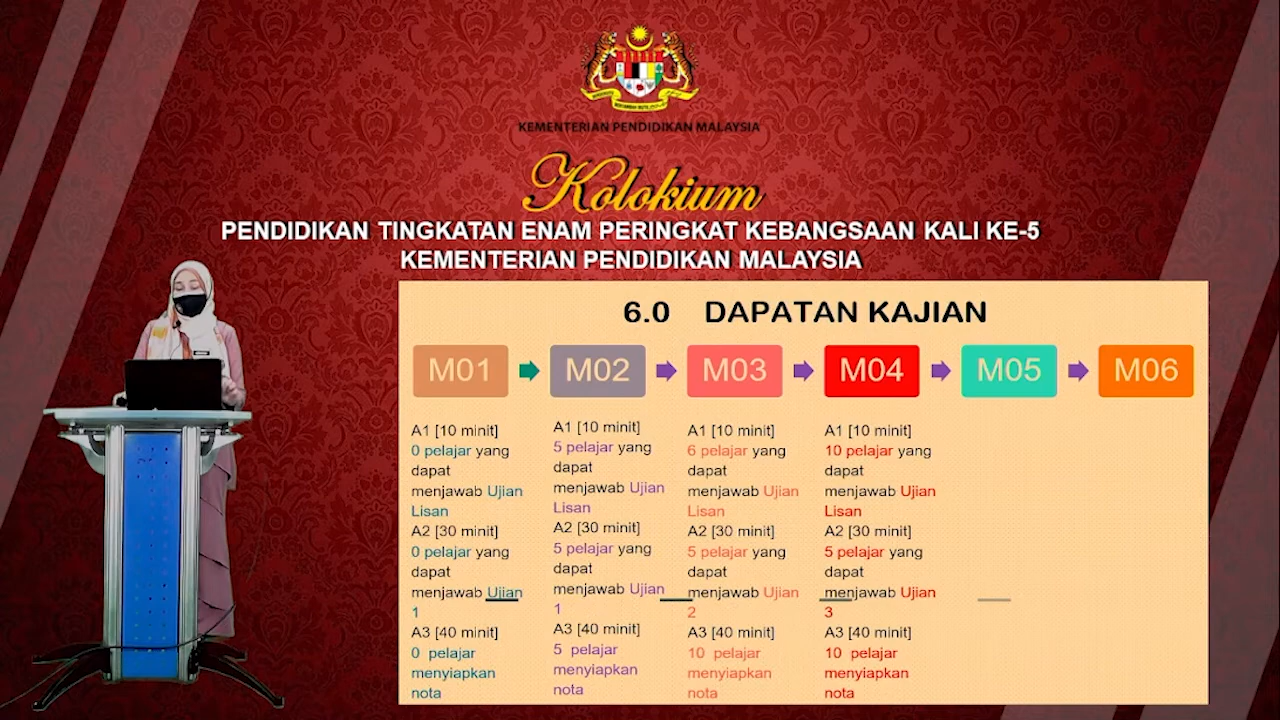 KEMENTERIAN PENDIDIKAN MALAYSIA
Kolokium
PENDIDIKAN TINGKATAN ENAM PERINGKAT KEBANGSAAN KALI KE-5
KEMENTERIAN PENDIDIKAN MALAYSIA
6.0 DAPATAN KAJIAN
M01
M02
M03
M04
M05
M06
A1 [10 minit]
0 pelajar yang
dapat
menjawab Ujian
Lisan
A2 [30 minit]
0 pelajar yang
dapat
menjawab Ujian
1
A3 [40 minit]
0 pelajar
menyiapkan
nota
A1 [10 minit]
5 pelajar yang
dapat
menjawab Ujian
Lisan
A2 [30 minit]
5 pelajar yang
dapat
menjawab Ujian
1
A3 [40 minit]
5 pelajar
menyiapkan
nota
A1 [10 minit]
6 pelajar yang
dapat
menjawab Ujian
Lisan
A2 [30 minit]
5 pelajar yang
dapat
menjawab Ujian
2
A3 [40 minit]
10 pelajar
menyiapkan
nota
A1 [10 minit]
10 pelajar yang
dapat
menjawab Ujian
Lisan
A2 [30 minit]
5 pelajar yang
dapat
menjawab Ujian
3
A3 [40 minit]
10 pelajar
menyiapkan
nota